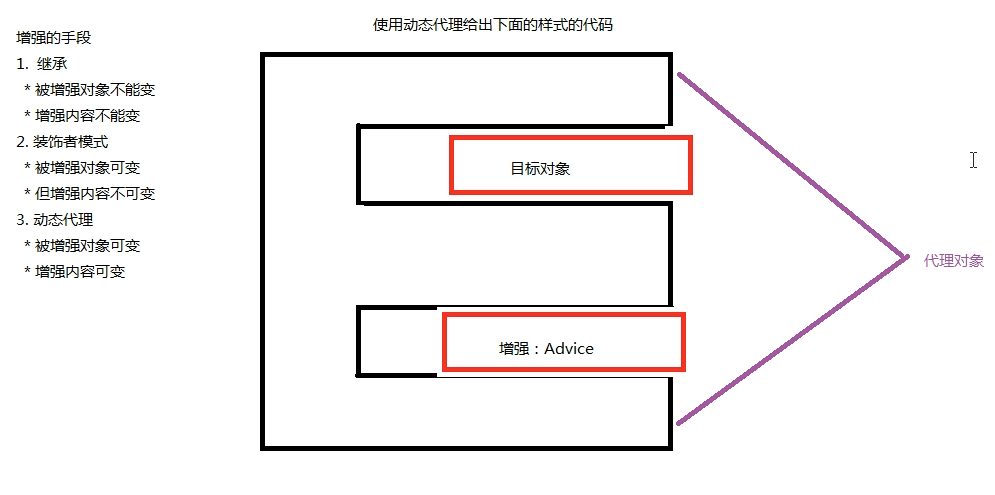 使用动态代理给出下面的样式的代码
增强的手段
1. 继承
* 被增强对象不能变
* 增强内容不能变
2. 装饰者模式
* 被增强对象可变
* 但增强内容不可变
3. 动态代理
* 被增强对象可变
* 增强内容可变
目标对象
增强：Advice
代理对象